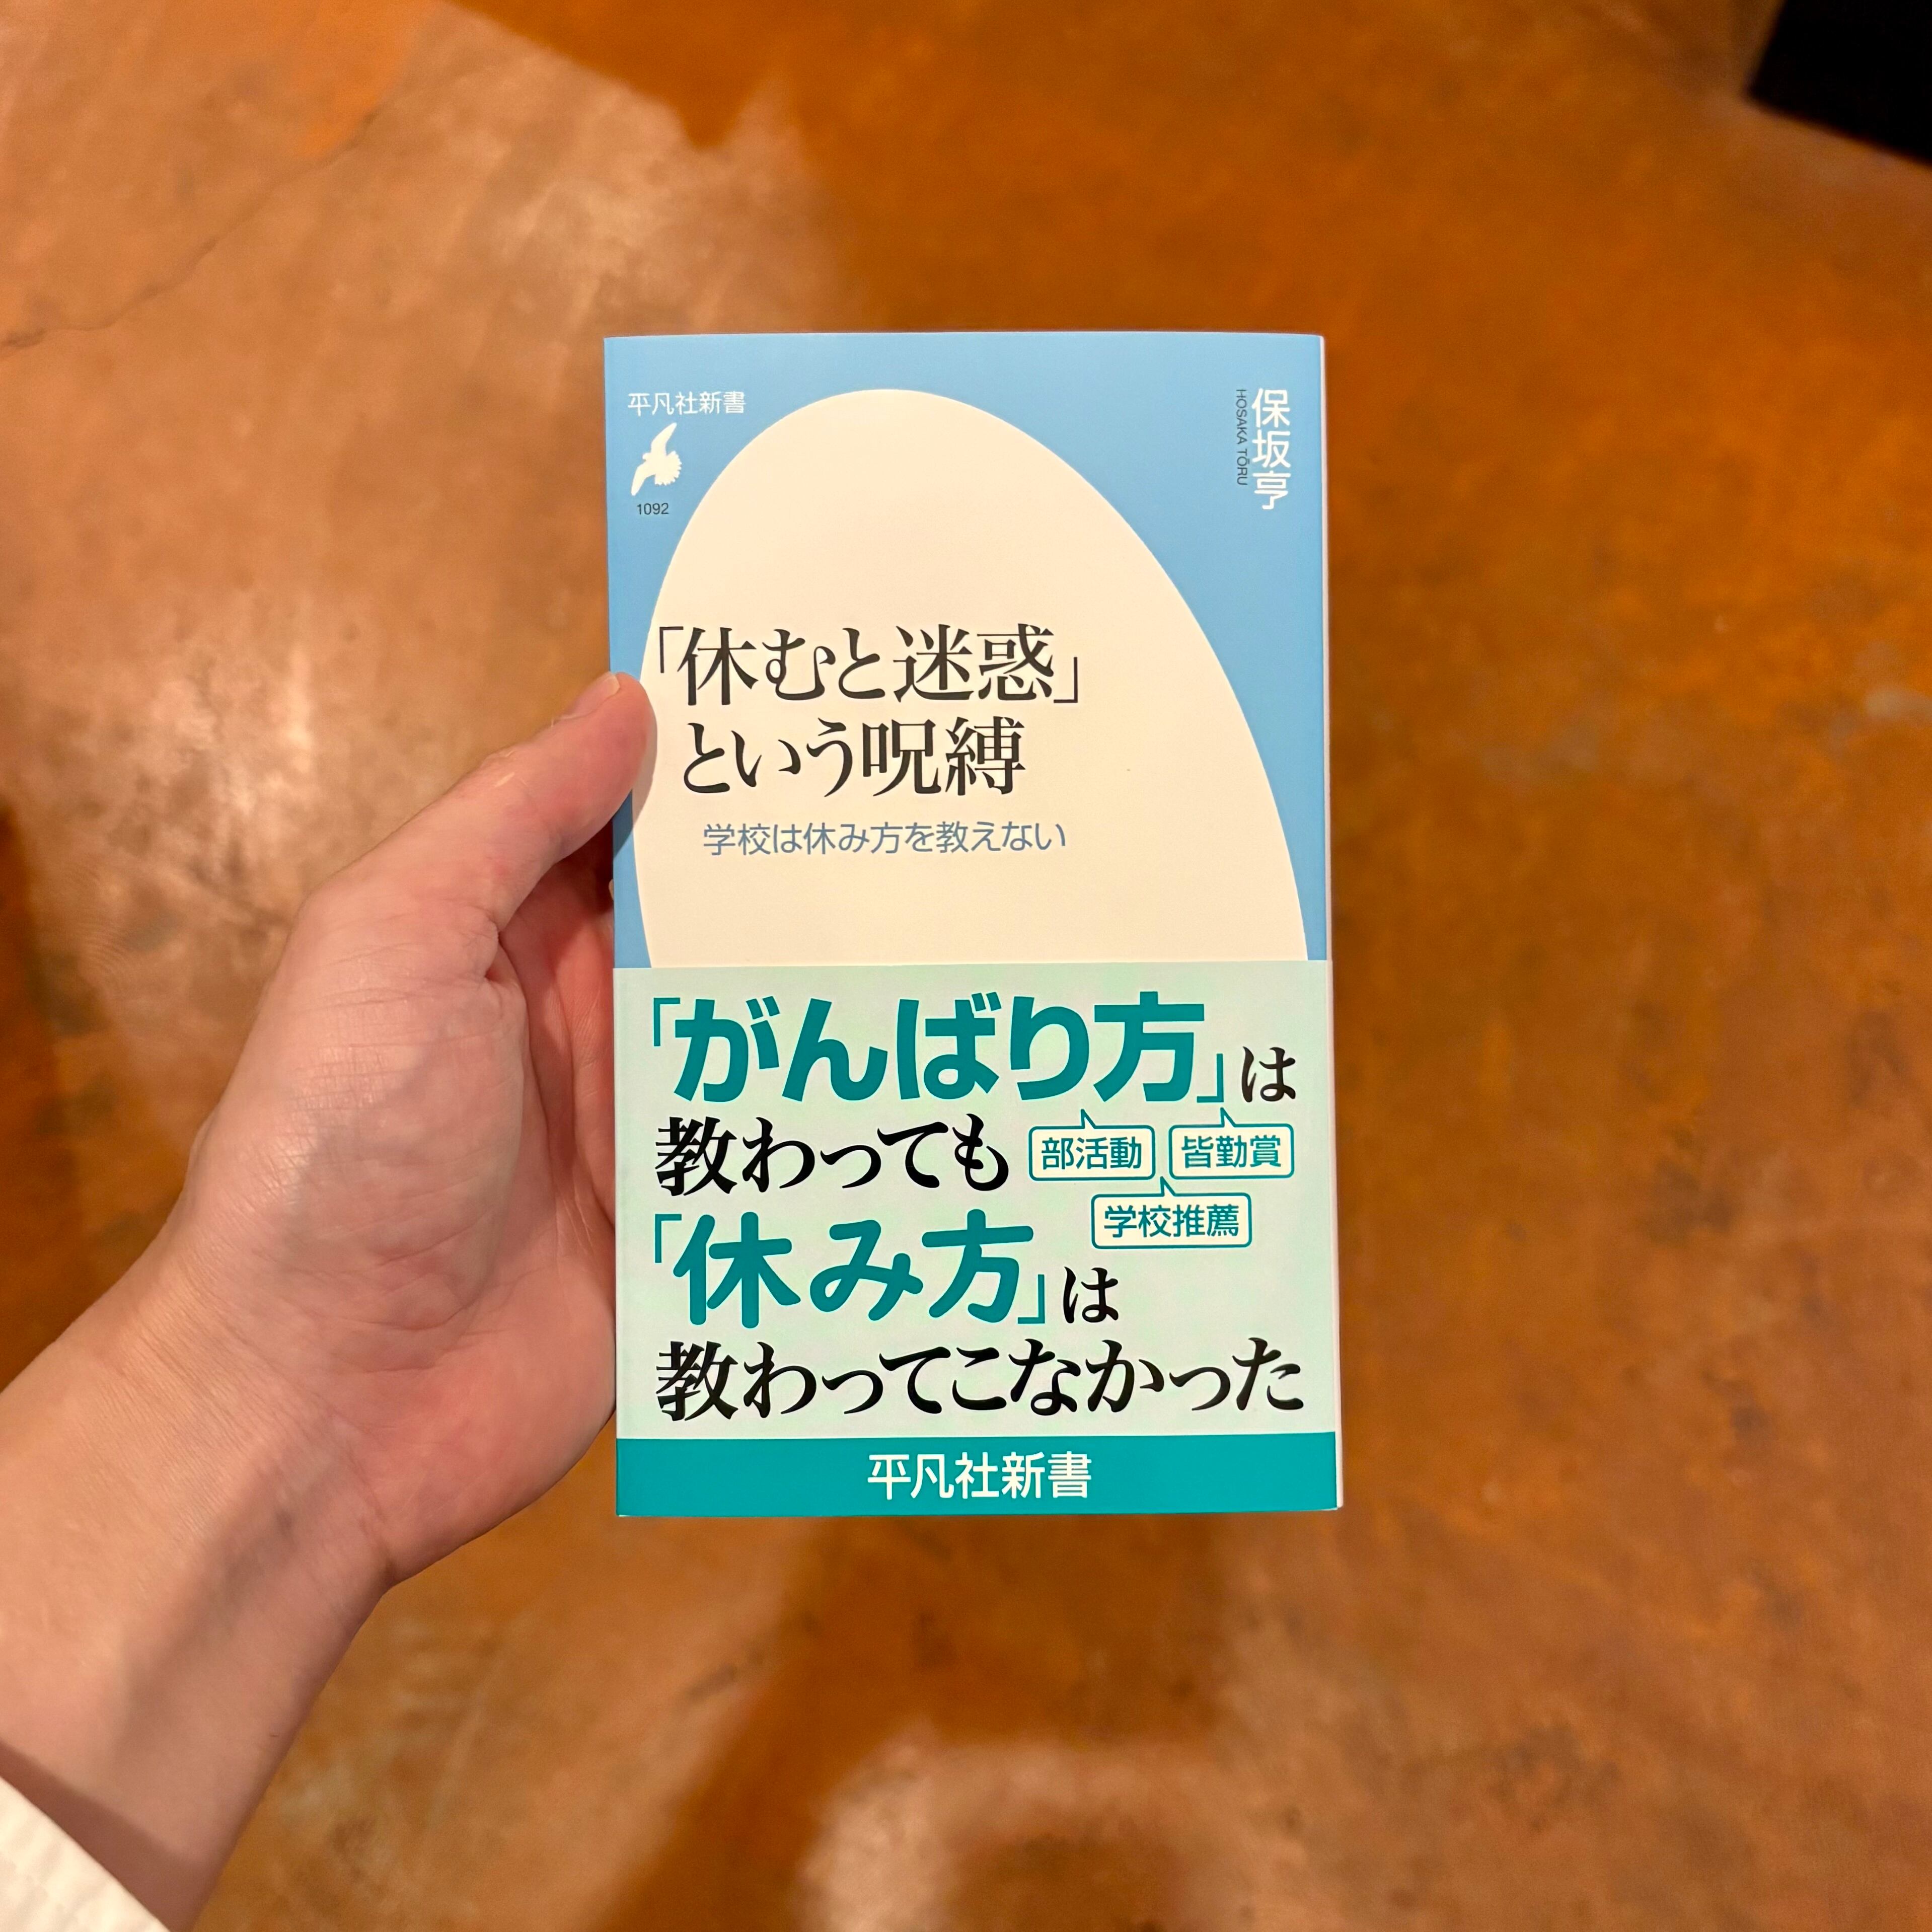 平凡社新書
1092
保坂亨
HOSAKA TŌRU
「休むと迷惑」
という呪縛
学校は休み方を教えない
「がんばり方」は
教わっても
部活動
皆勤賞
学校推薦
「休み方」は
教わってこなかった
平凡社新書